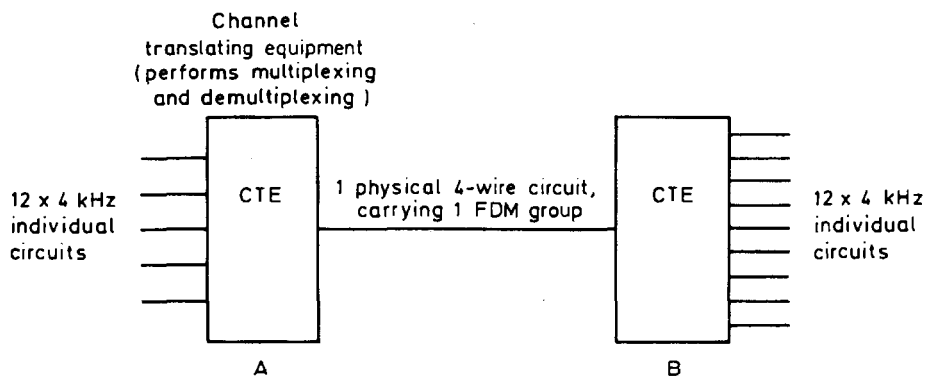 Channel
translating equipment
(performs multiplexing
and demultiplexing)
12 x 4 kHz
individual
circuits
CTE
1 physical 4-wire circuit,
carrying 1 FDM group
CTE
12 x 4 kHz
individual
circuits
A
B